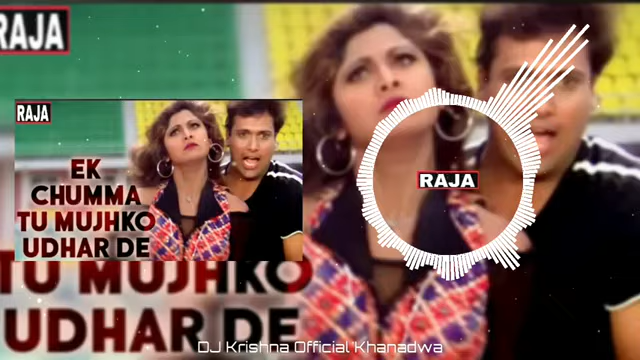 RAJA
RAJA
EK
CHUMMA
TU MUJHKO
UDHAR DE
RAJA
TU MUJHKO
UDHAR DE
DJ Krishna Official Khanadwa